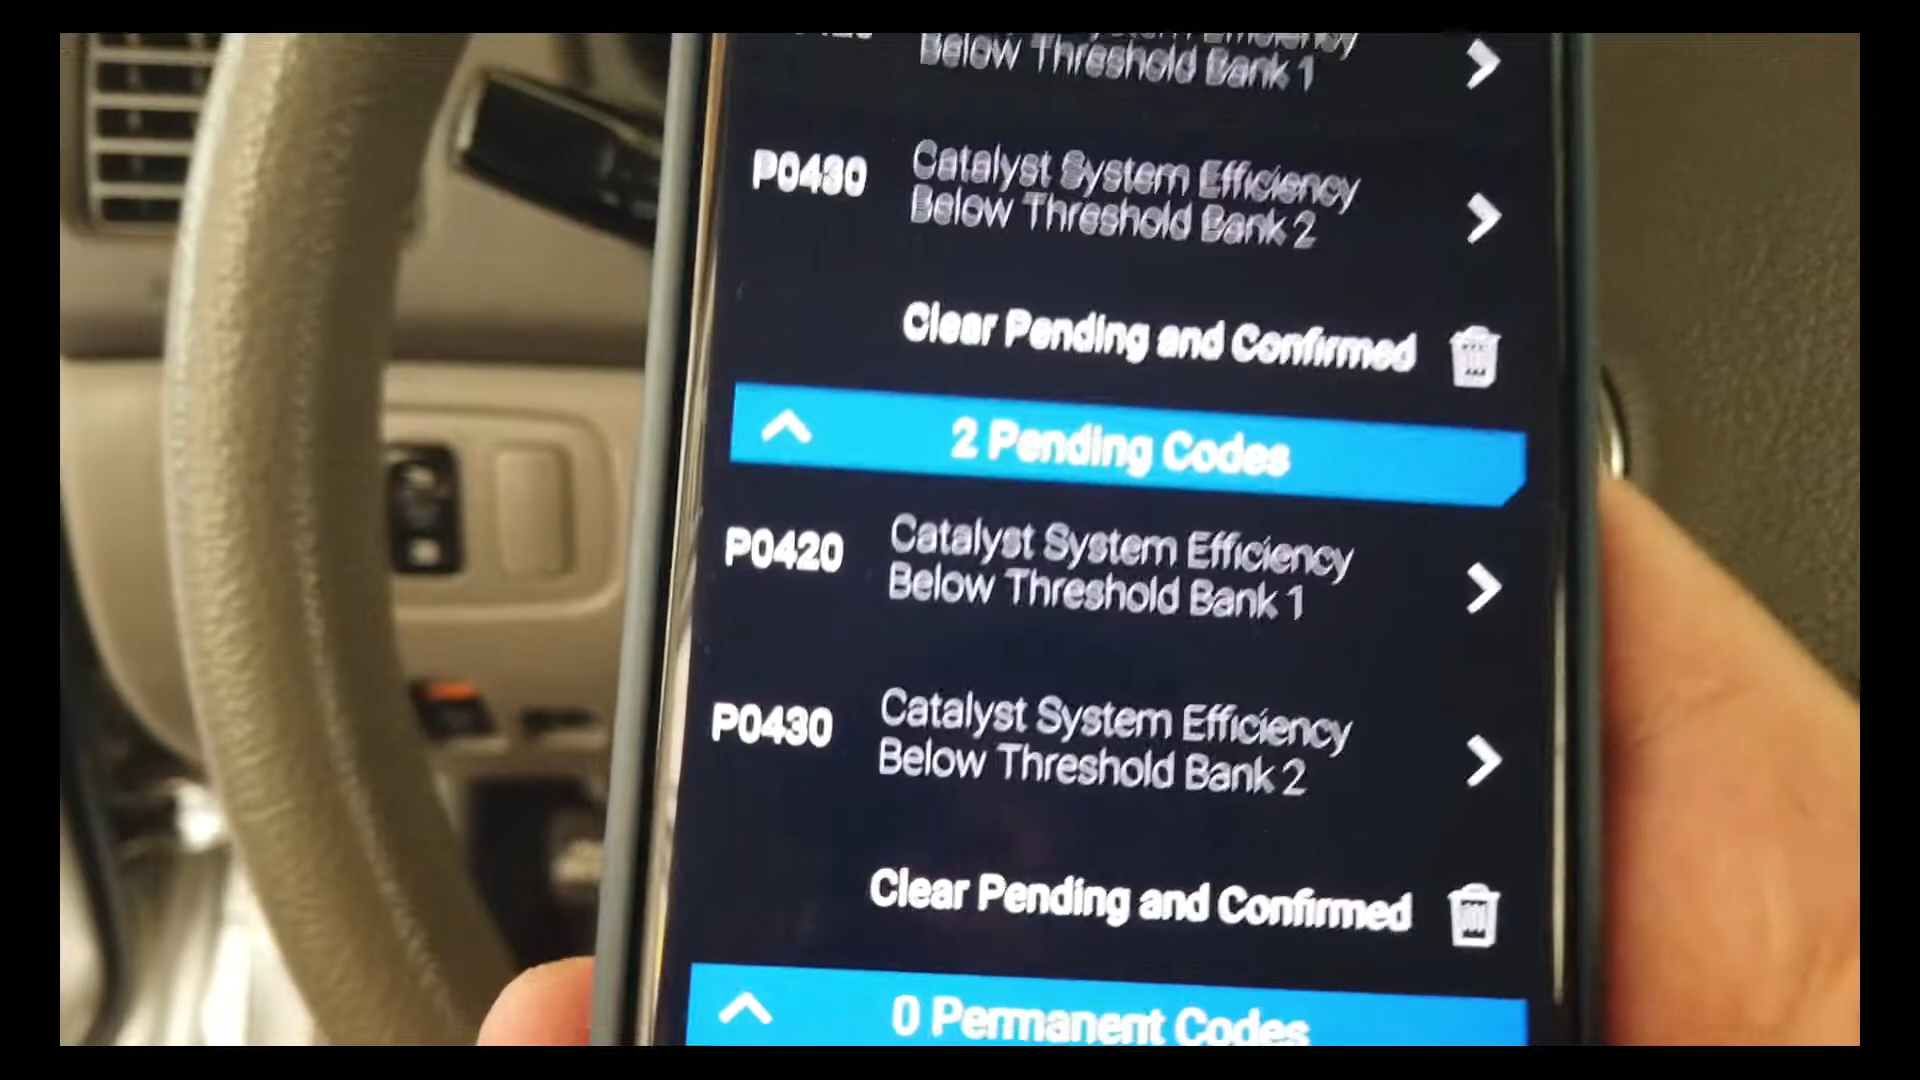 Below Threshold Bank 1
P0430
Catalyst System Efficiency
Below Threshold Bank 2
Clear Pending and Confirmed
2 Pending Codes
P0420
Catalyst System Efficiency
Below Threshold Bank 1
P0430
Catalyst System Efficiency
Below Threshold Bank 2
Clear Pending and Confirmed
0 Permanent Codes